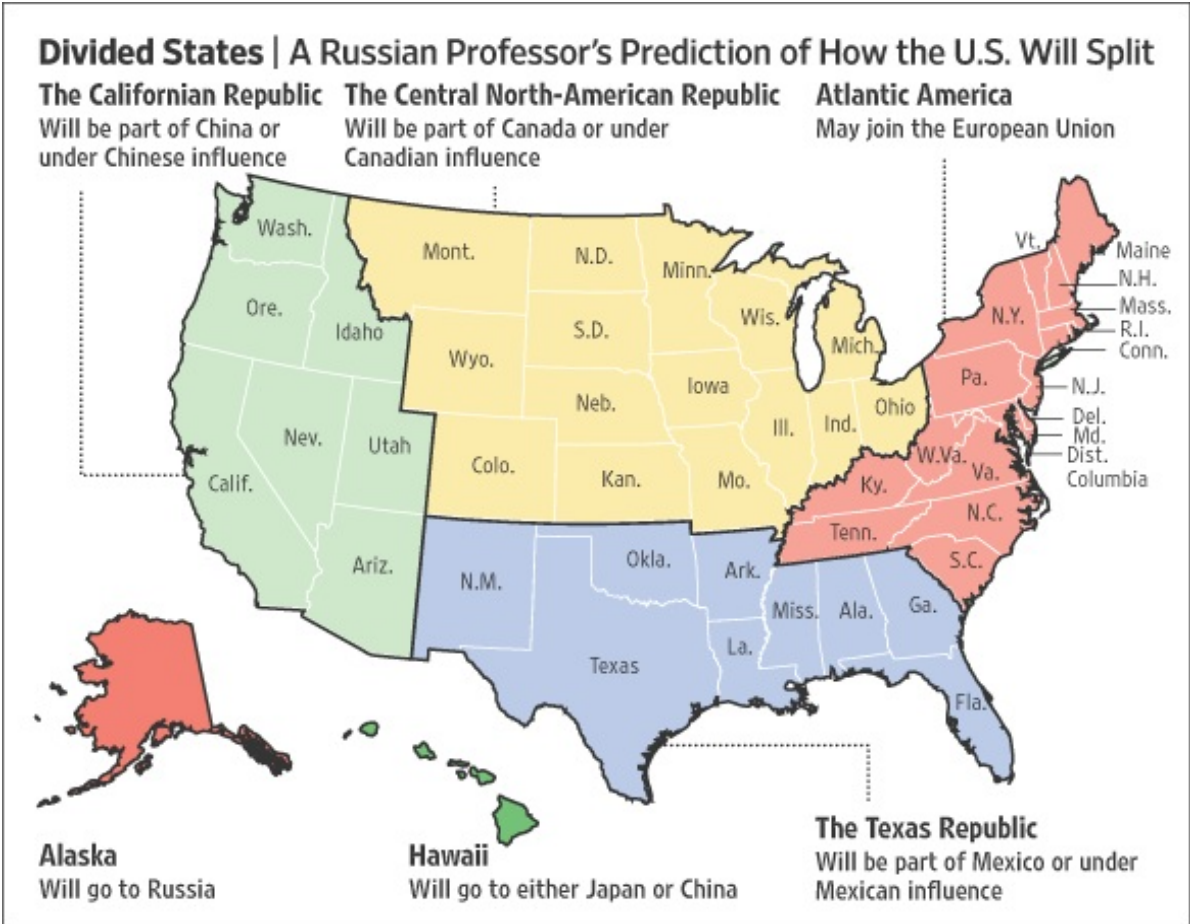 Divided States | A Russian Professor's Prediction of How the U.S. Will Split
The Californian Republic
Will be part of China or
under Chinese influence
The Central North-American Republic
Will be part of Canada or under
Canadian influence
Atlantic America
May join the European Union
Wash.
Mont.
N.D.
Minn.
Vt.
Maine
N.H.
Ore.
Idaho
S.D.
Wis.
Mich.
N.Y.
Mass.
R.I.
Conn.
Wyo.
Iowa
Pa.
N.J.
Nev.
Utah
Neb.
Ill.
Ind.
Ohio
Del.
Md.
Dist.
Columbia
Calif.
Colo.
Kan.
Mo.
Ky.
W.Va.
Va.
Ariz.
N.M.
Okla.
Ark.
Tenn.
N.C.
S.C.
Texas
La.
Miss.
Ala.
Ga.
Fla.
Alaska
Will go to Russia
Hawaii
Will go to either Japan or China
The Texas Republic
Will be part of Mexico or under
Mexican influence